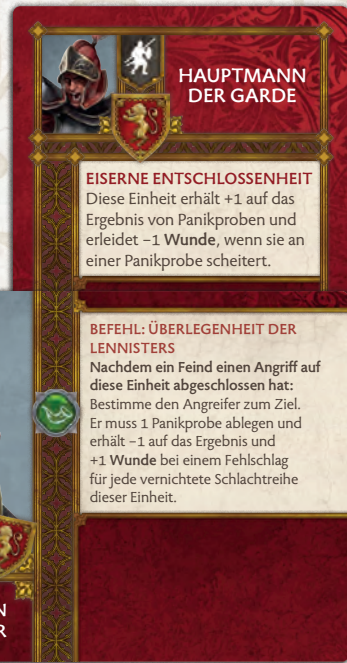 HAUPTMANN
DER GARDE
EISERNE ENTSCHLOSSENHEIT
Diese Einheit erhält +1 auf das
Ergebnis von Panikproben und
erleidet –1 Wunde, wenn sie an
einer Panikprobe scheitert.
BEFEHL: ÜBERLEGENHEIT DER
LENNISTERS
Nachdem ein Feind einen Angriff auf
diese Einheit abgeschlossen hat:
Bestimme den Angreifer zum Ziel.
Er muss 1 Panikprobe ablegen und
erhält –1 auf das Ergebnis und
+1 Wunde bei einem Fehlschlag
für jede vernichtete Schlachtreihe
dieser Einheit.
N
R